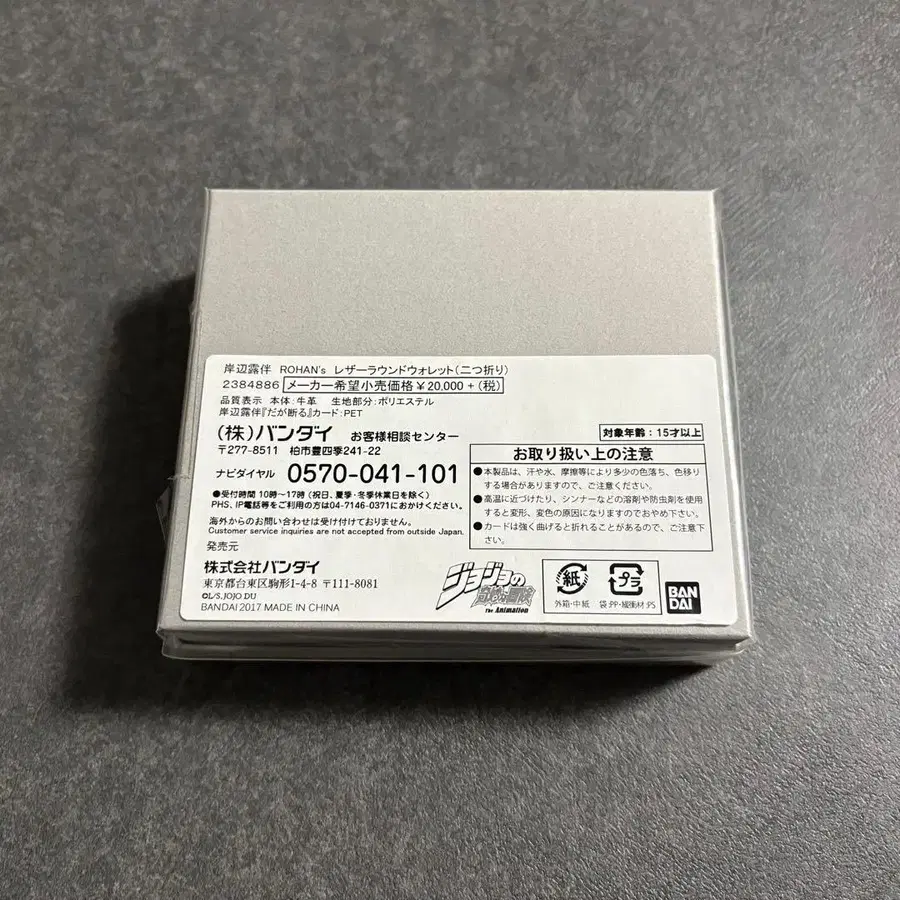 岸辺露伴 ROHAN's レザーラウンドウォレット(二つ折り)
2384886 メーカー希望小売価格￥20,000+(税)
品質表示 本体:牛革 生地部分:ポリエステル
岸辺露伴『だが断る』カード:PET
(株)バンダイ お客様相談センター
〒277-8511 柏市豊四季241-22
ナビダイヤル 0570-041-101
●受付時間 10時〜17時(祝日、夏季・冬季休業日を除く)
PHS、IP電話等をご利用の方は04-7146-0371におかけください。
海外からのお問い合わせは受け付けておりません。
Customer service inquiries are not accepted from outside Japan.
発売元
株式会社バンダイ
東京都台東区駒形1-4-8 〒111-8081
©L/S,JOJO,DU
BANDAI 2017 MADE IN CHINA
対象年齢:15才以上
お取り扱い上の注意
●本製品は、汗や水、摩擦等により多少の色落ち、色移り
する場合がありますので、ご注意ください。
●高温に近づけたり、シンナーなどの溶剤や防虫剤を使用
すると変形、変色の原因になりますのでおやめ下さい。
●カードは強く曲げると折れることがあるので、ご注意下
さい。
ジョジョの
奇妙な冒険
The Animation
紙
外箱・中紙
プラ
袋:PP・緩衝材:PS
BAN
DAI